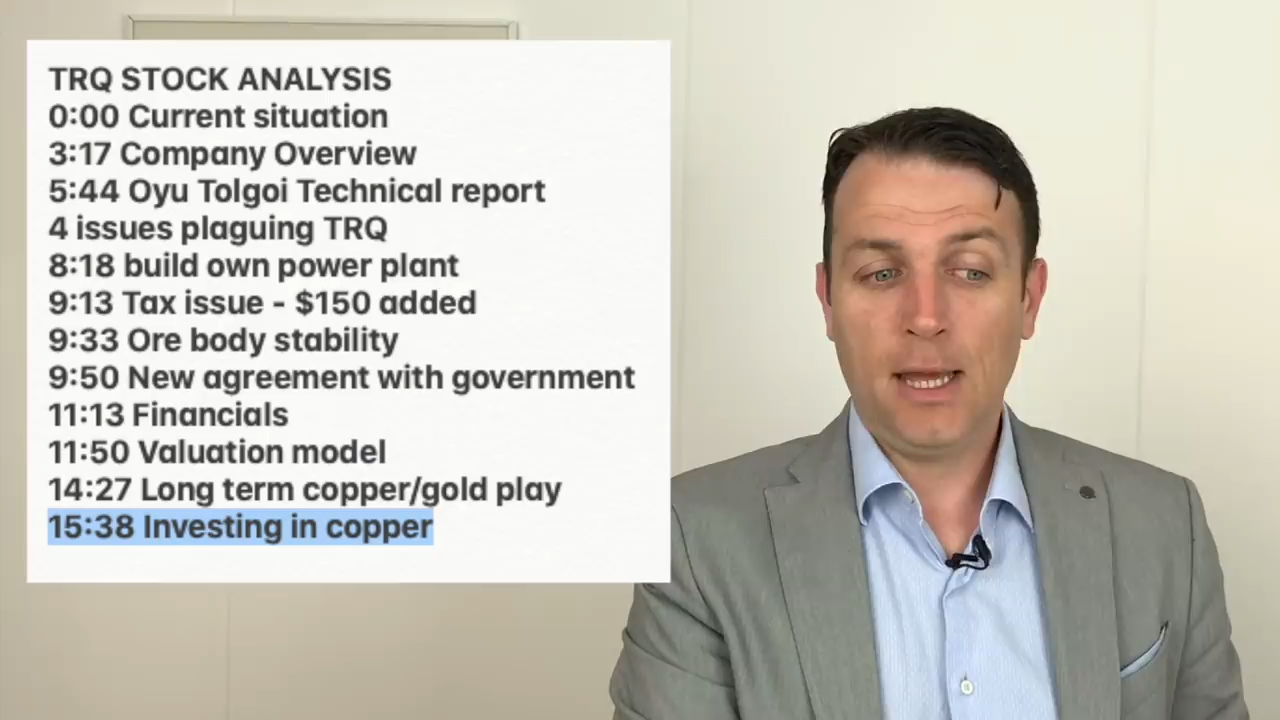 TRQ STOCK ANALYSIS
0:00 Current situation
3:17 Company Overview
5:44 Oyu Tolgoi Technical report
4 issues plaguing TRQ
8:18 build own power plant
9:13 Tax issue - $150 added
9:33 Ore body stability
9:50 New agreement with government
11:13 Financials
11:50 Valuation model
14:27 Long term copper/gold play
15:38 Investing in copper